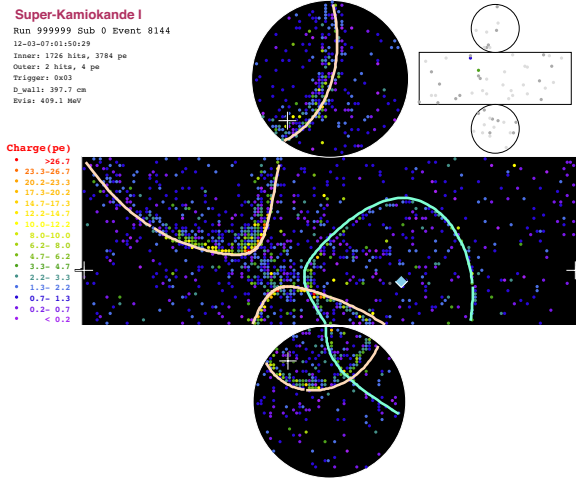 Super-Kamiokande I
Run 999999 Sub 0 Event 8144
12-03-07:01:50:29
Inner: 1726 hits, 3784 pe
Outer: 2 hits, 4 pe
Trigger: 0x03
D_wall: 397.7 cm
Evis: 409.1 MeV
Charge(pe)
>26.7
23.3-26.7
20.2-23.3
17.3-20.2
14.7-17.3
12.2-14.7
10.0-12.2
8.0-10.0
6.2- 8.0
4.7- 6.2
3.3- 4.7
2.2- 3.3
1.3- 2.2
0.7- 1.3
0.2- 0.7
< 0.2